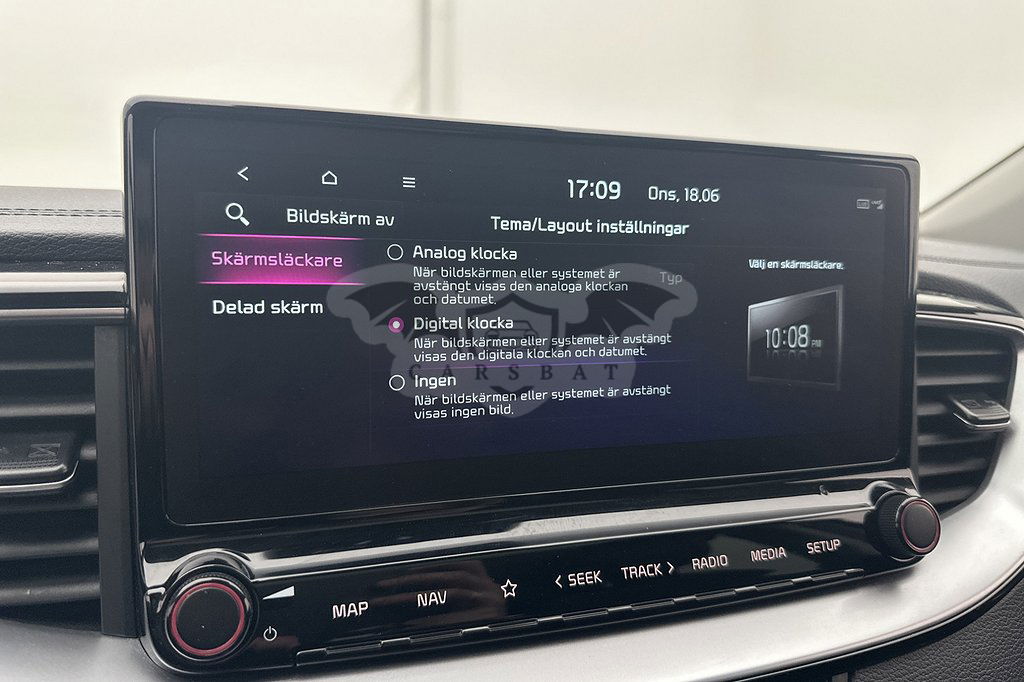 17:09 Ons, 18.06
Bildskärm av
Tema/Layout inställningar
Skärmsläckare
Delad skärm
Analog klocka
När bildskärmen eller systemet är
avstängt visas den analoga klockan
och datumet.
Typ
Digital klocka
När bildskärmen eller systemet är avstängt
visas den digitala klockan och datumet.
Ingen
När bildskärmen eller systemet är avstängt
visas ingen bild.
Välj en skärmsläckare.
10:08 PM
CARSBAT
MAP NAV SEEK TRACK RADIO MEDIA SETUP